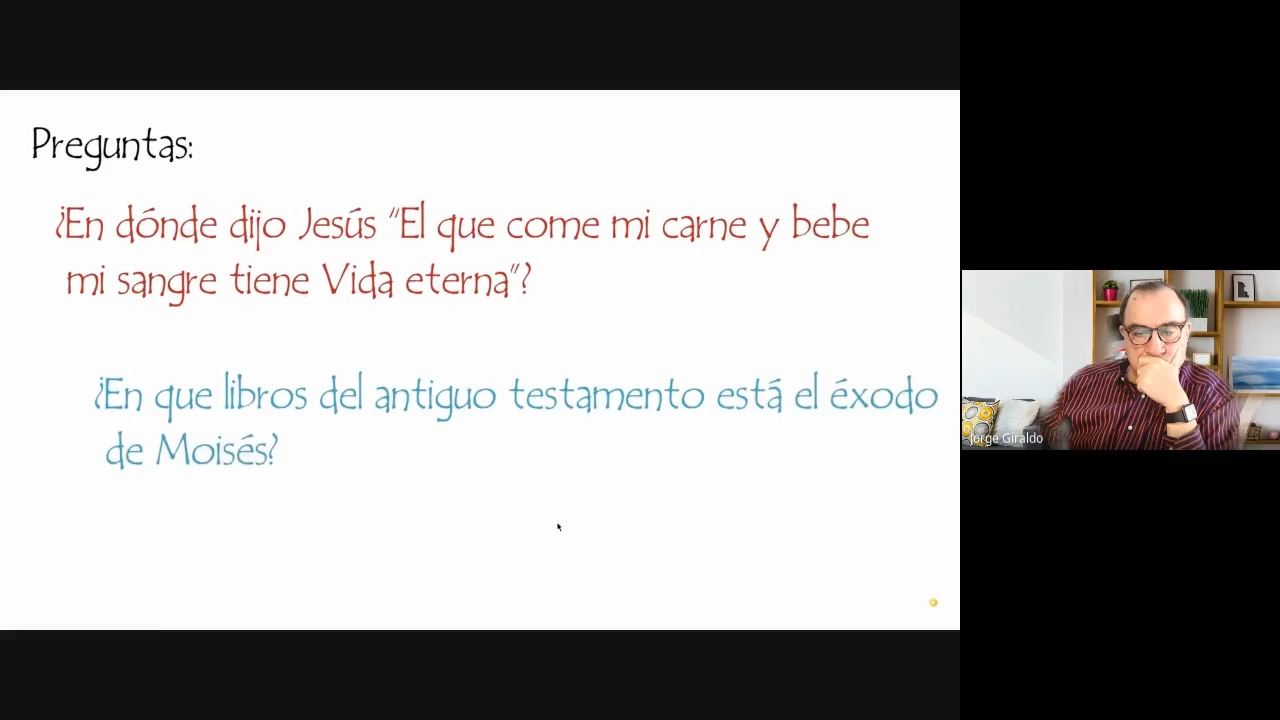 Preguntas:
¿En dónde dijo Jesús “El que come mi carne y bebe
mi sangre tiene Vida eterna”?
¿En que libros del antiguo testamento está el éxodo
de Moisés?
Jorge Giraldo